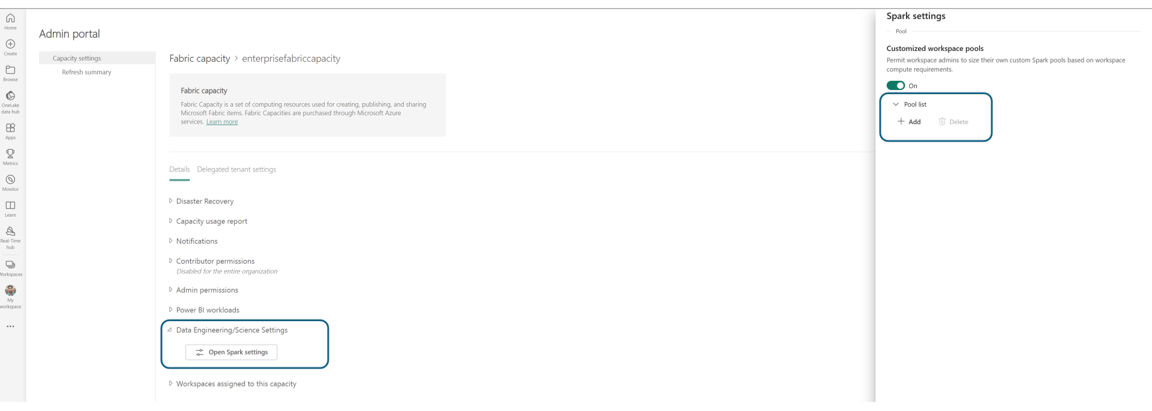 Home
Create
Browse
OneLake
data hub
Apps
Metrics
Monitor
Learn
Real-Time
hub
Workspaces
My
workspace
Admin portal
Capacity settings
Refresh summary
Fabric capacity > enterprisefabriccapacity
Fabric capacity
Fabric Capacity is a set of computing resources used for creating, publishing, and sharing
Microsoft Fabric items. Fabric Capacities are purchased through Microsoft Azure
services. Learn more
Details Delegated tenant settings
Disaster Recovery
Capacity usage report
Notifications
Contributor permissions
Disabled for the entire organization
Admin permissions
Power BI workloads
Data Engineering/Science Settings
Open Spark settings
Workspaces assigned to this capacity
Spark settings
Pool
Customized workspace pools
Permit workspace admins to size their own custom Spark pools based on workspace
compute requirements.
On
Pool list
Add Delete